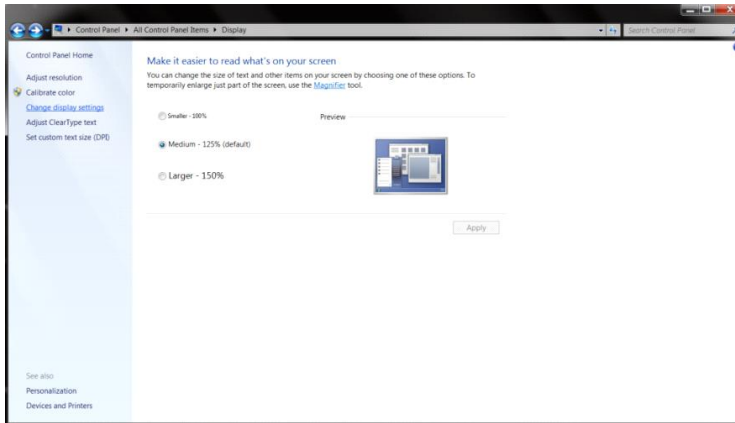 Control Panel ▸ All Control Panel Items ▸ Display
Search Control Panel
Control Panel Home
Adjust resolution
Calibrate color
Change display settings
Adjust ClearType text
Set custom text size (DPI)
See also
Personalization
Devices and Printers
Make it easier to read what's on your screen
You can change the size of text and other items on your screen by choosing one of these options. To
temporarily enlarge just part of the screen, use the Magnifier tool.
Smaller - 100%
Preview
Medium - 125% (default)
Larger - 150%
Apply